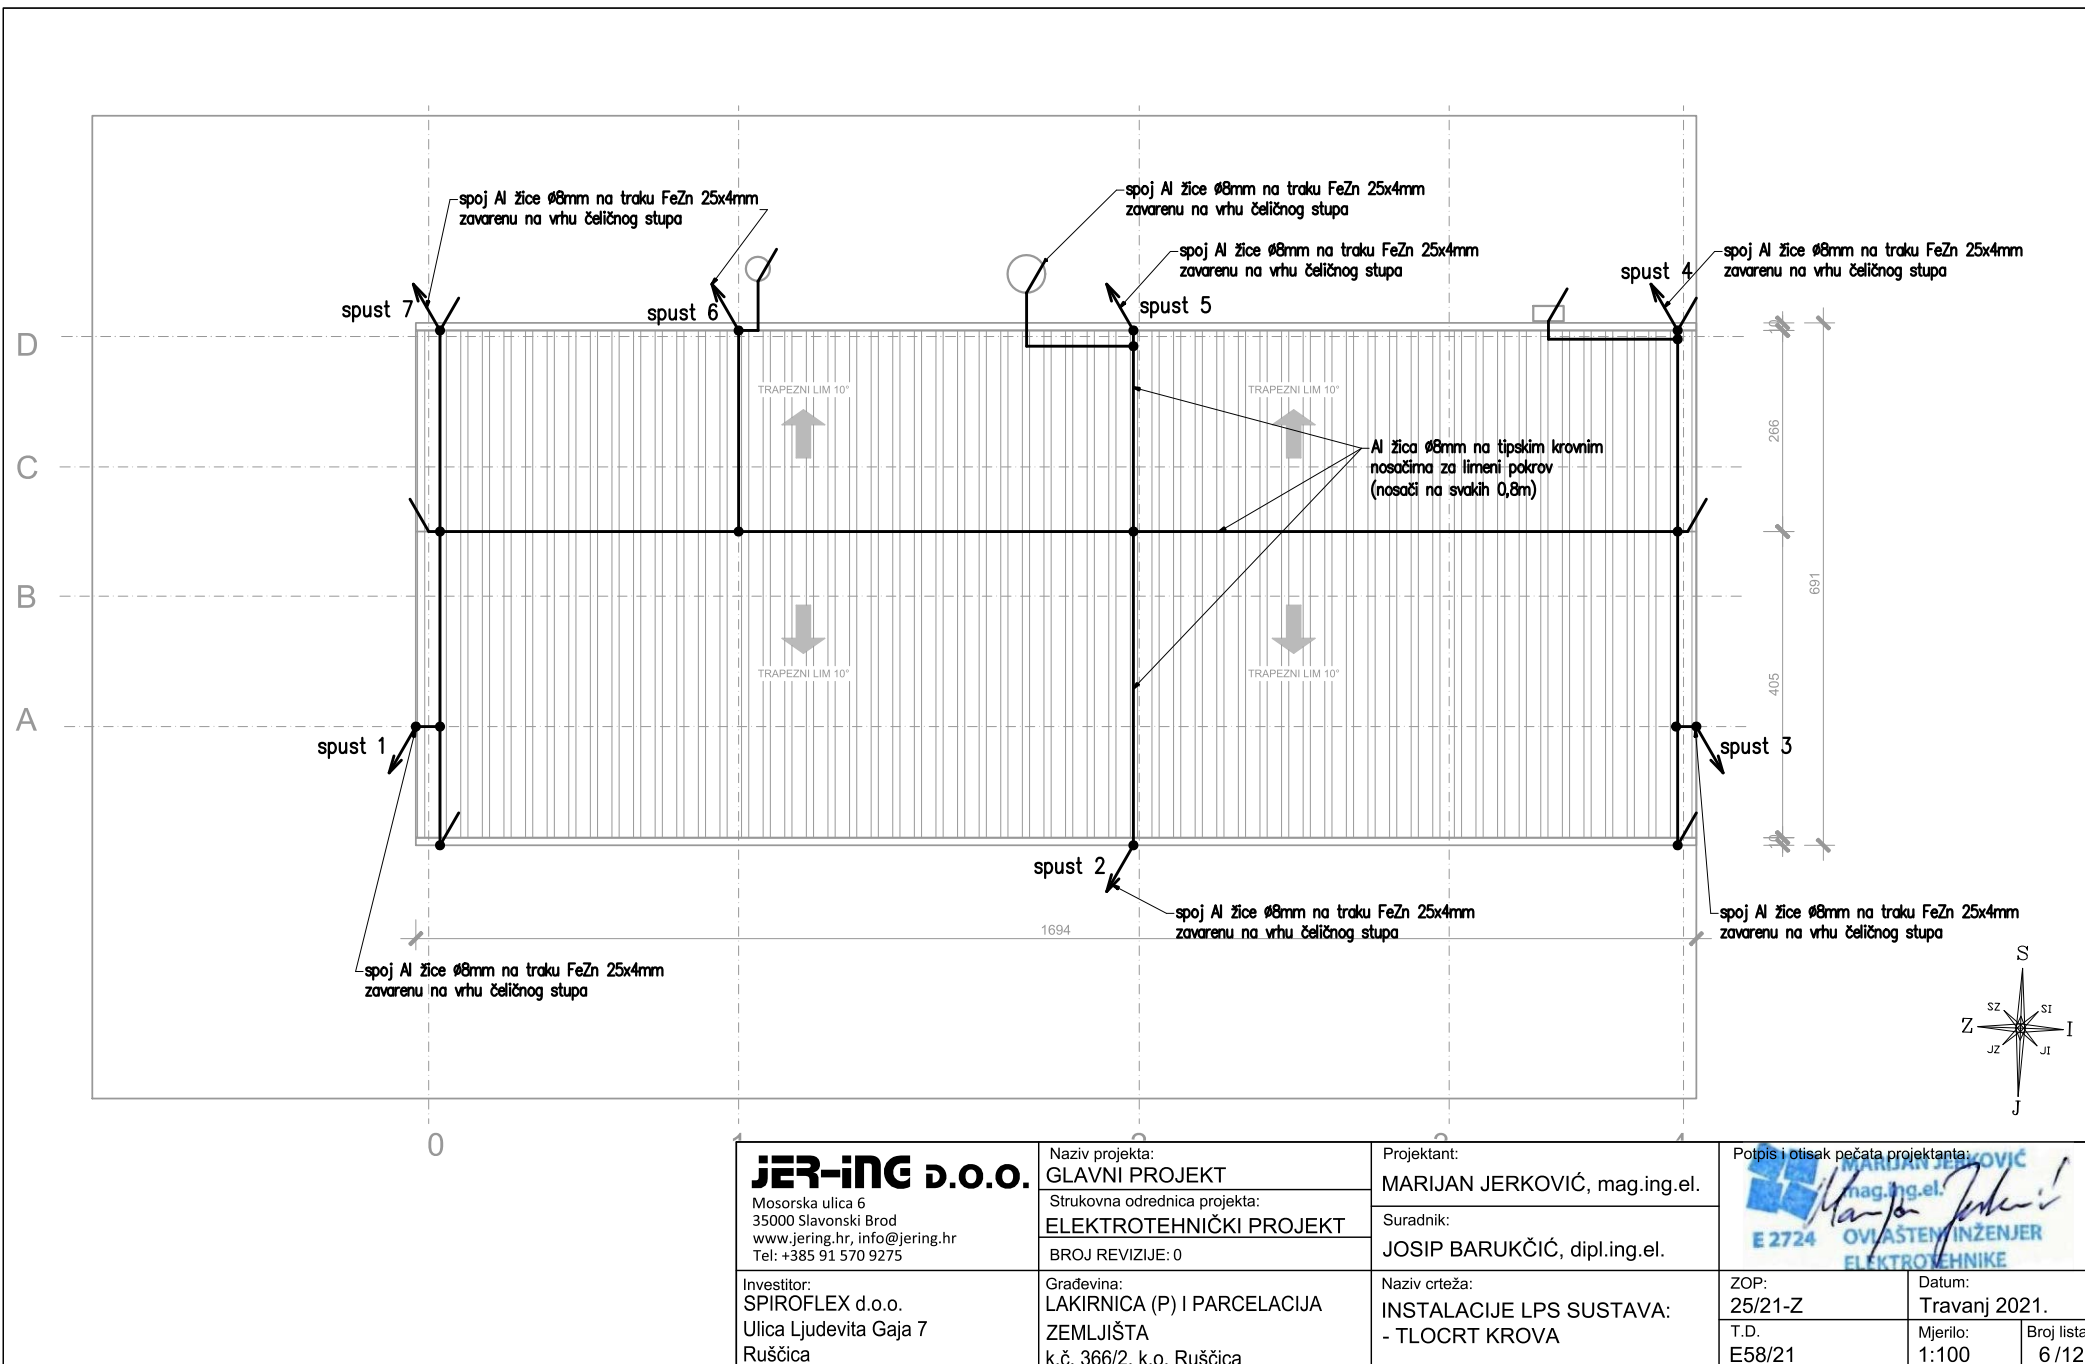 spoj Al žice Ø8mm na traku FeZn 25x4mm
zavarenu na vrhu čeličnog stupa
spoj Al žice Ø8mm na traku FeZn 25x4mm
zavarenu na vrhu čeličnog stupa
spoj Al žice Ø8mm na traku FeZn 25x4mm
zavarenu na vrhu čeličnog stupa
spoj Al žice Ø8mm na traku FeZn 25x4mm
zavarenu na vrhu čeličnog stupa
spust 7
spust 6
spust 5
spust 4
D
C
B
A
TRAPEZNI LIM 10°
TRAPEZNI LIM 10°
Al žica Ø8mm na tipskim krovnim
nosačima za limeni pokrov
(nosači na svakih 0,8m)
TRAPEZNI LIM 10°
TRAPEZNI LIM 10°
10
266
691
405
10
spust 1
spust 3
spust 2
spoj Al žice Ø8mm na traku FeZn 25x4mm
zavarenu na vrhu čeličnog stupa
spoj Al žice Ø8mm na traku FeZn 25x4mm
zavarenu na vrhu čeličnog stupa
1694
spoj Al žice Ø8mm na traku FeZn 25x4mm
zavarenu na vrhu čeličnog stupa
S
SZ
SI
Z
I
JZ
JI
J
0
JER-ING D.O.O.
Mosorska ulica 6
35000 Slavonski Brod
www.jering.hr, info@jering.hr
Tel: +385 91 570 9275
Naziv projekta:
GLAVNI PROJEKT
Strukovna odrednica projekta:
ELEKTROTEHNIČKI PROJEKT
BROJ REVIZIJE: 0
Projektant:
MARIJAN JERKOVIĆ, mag.ing.el.
Suradnik:
JOSIP BARUKČIĆ, dipl.ing.el.
Potpis i otisak pečata projektanta:
MARIJAN JERKOVIĆ
mag.ing.el.
E 2724
OVLAŠTENI INŽENJER
ELEKTROTEHNIKE
Investitor:
SPIROFLEX d.o.o.
Ulica Ljudevita Gaja 7
Ruščica
Građevina:
LAKIRNICA (P) I PARCELACIJA
ZEMLJIŠTA
k.č. 366/2, k.o. Ruščica
Naziv crteža:
INSTALACIJE LPS SUSTAVA:
- TLOCRT KROVA
ZOP:
25/21-Z
Datum:
Travanj 2021.
T.D.
E58/21
Mjerilo:
1:100
Broj lista
6 /12